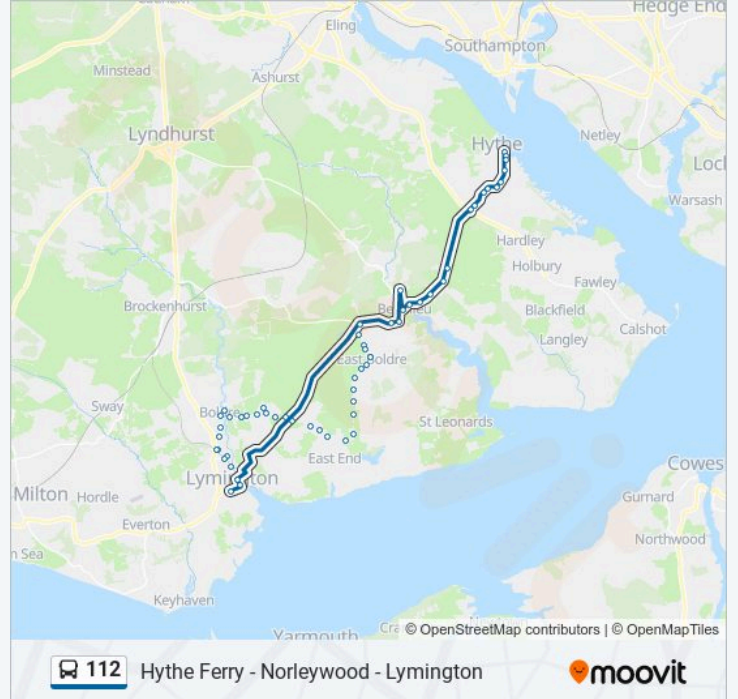 Hedge End
Eling
Southampton
Minstead
Ashurst
Lyndhurst
Hythe
Netley
Loc
Warsash
Hardley
Holbury
Fawley
Brockenhurst
Blackfield
Calshot
Langley
East Boldre
Sway
St Leonards
East End
Lymington
Cowes
Milton
Hordle
Gurnard
Everton
Northwood
n Sea
Keyhaven
Yarmouth
© OpenStreetMap contributors | © OpenMapTiles
112 Hythe Ferry - Norleywood - Lymington
moovit